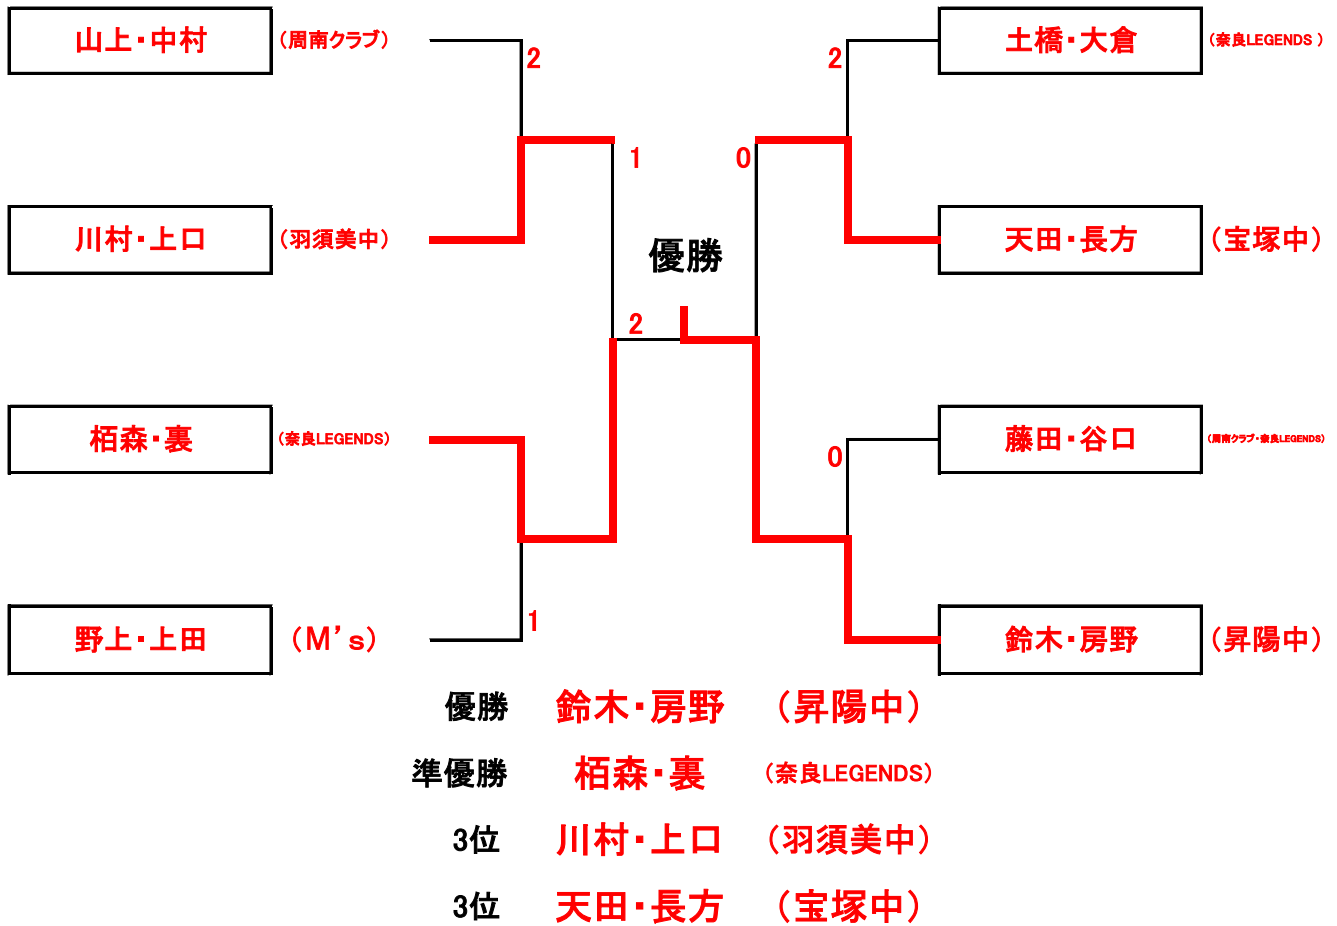 山上・中村 (周南クラブ) 2 2 土橋・大倉 (奈良LEGENDS )
1 0
川村・上口 (羽須美中) 天田・長方 (宝塚中)
優勝
2
栢森・裏 (奈良LEGENDS) 0 藤田・谷口 (周南クラブ・奈良LEGENDS)
1
野上・上田 (M's) 鈴木・房野 (昇陽中)
優勝 鈴木・房野 (昇陽中)
準優勝 栢森・裏 (奈良LEGENDS)
3位 川村・上口 (羽須美中)
3位 天田・長方 (宝塚中)